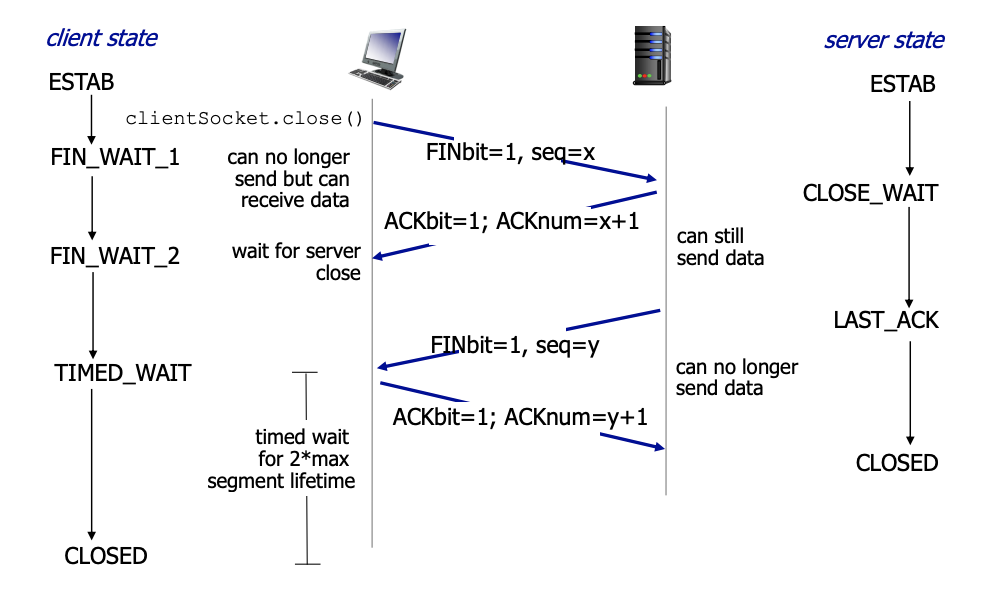 client state
server state
ESTAB
ESTAB
clientSocket.close()
FINbit=1, seq=x
FIN_WAIT_1
can no longer
send but can
receive data
CLOSE_WAIT
ACKbit=1; ACKnum=x+1
can still
send data
FIN_WAIT_2
wait for server
close
LAST_ACK
FINbit=1, seq=y
TIMED_WAIT
can no longer
send data
ACKbit=1; ACKnum=y+1
timed wait
for 2*max
segment lifetime
CLOSED
CLOSED